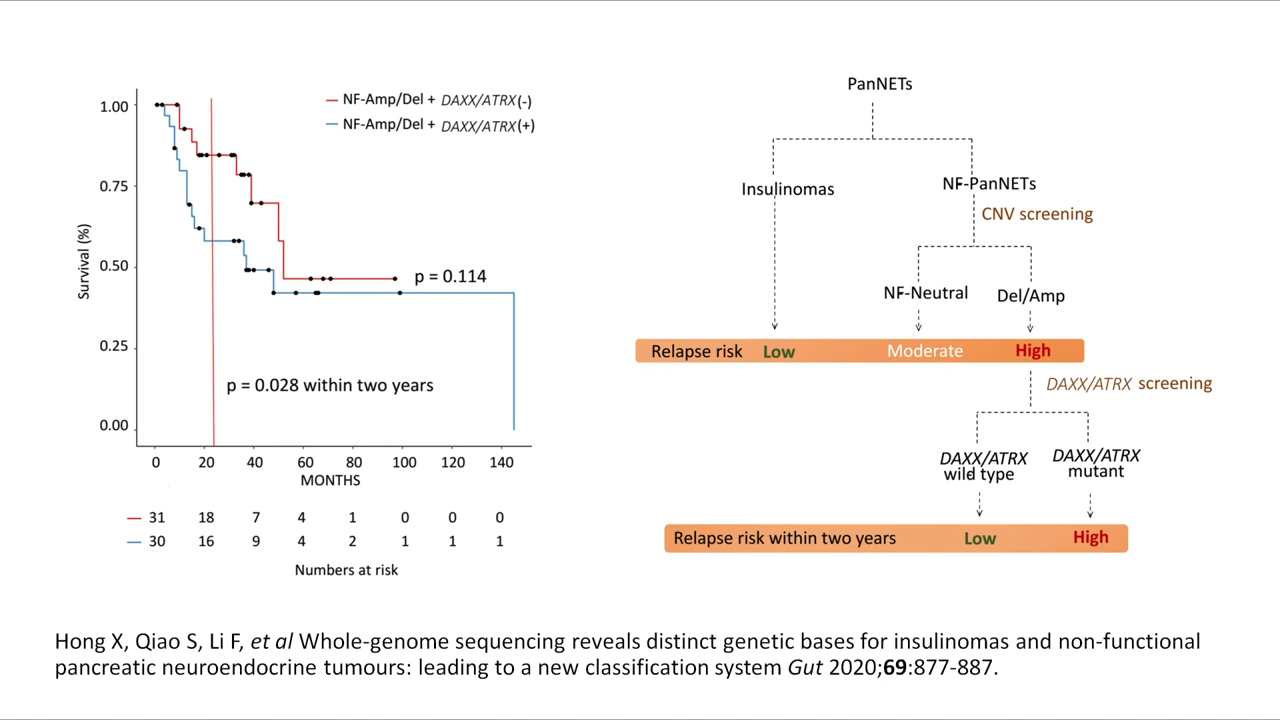 NF-Amp/Del + DAXX/ATRX(-)
NF-Amp/Del + DAXX/ATRX(+)
Survival (%)
1.00
0.75
0.50
0.25
0.00
p = 0.114
p = 0.028 within two years
0 20 40 60 80 100 120 140
MONTHS
31 18 7 4 1 0 0 0
30 16 9 4 2 1 1 1
Numbers at risk
PanNETs
Insulinomas
NF-PanNETs
CNV screening
NF-Neutral
Del/Amp
Relapse risk Low Moderate High
DAXX/ATRX screening
DAXX/ATRX
wild type
DAXX/ATRX
mutant
Relapse risk within two years Low High
Hong X, Qiao S, Li F, et al Whole-genome sequencing reveals distinct genetic bases for insulinomas and non-functional
pancreatic neuroendocrine tumours: leading to a new classification system Gut 2020;69:877-887.